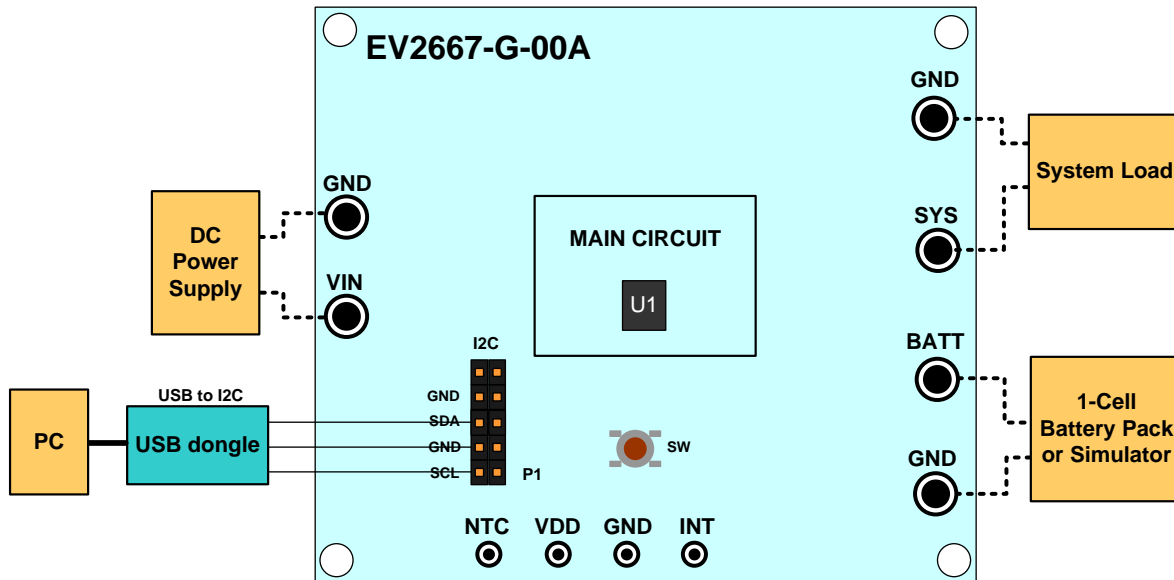 EV2667-G-00A
GND
System Load
GND
DC
Power
Supply
SYS
MAIN CIRCUIT
U1
VIN
I2C
BATT
USB to I2C
GND
1-Cell
Battery Pack
or Simulator
PC
USB dongle
SDA
GND
SW
SCL
P1
GND
NTC
VDD
GND
INT